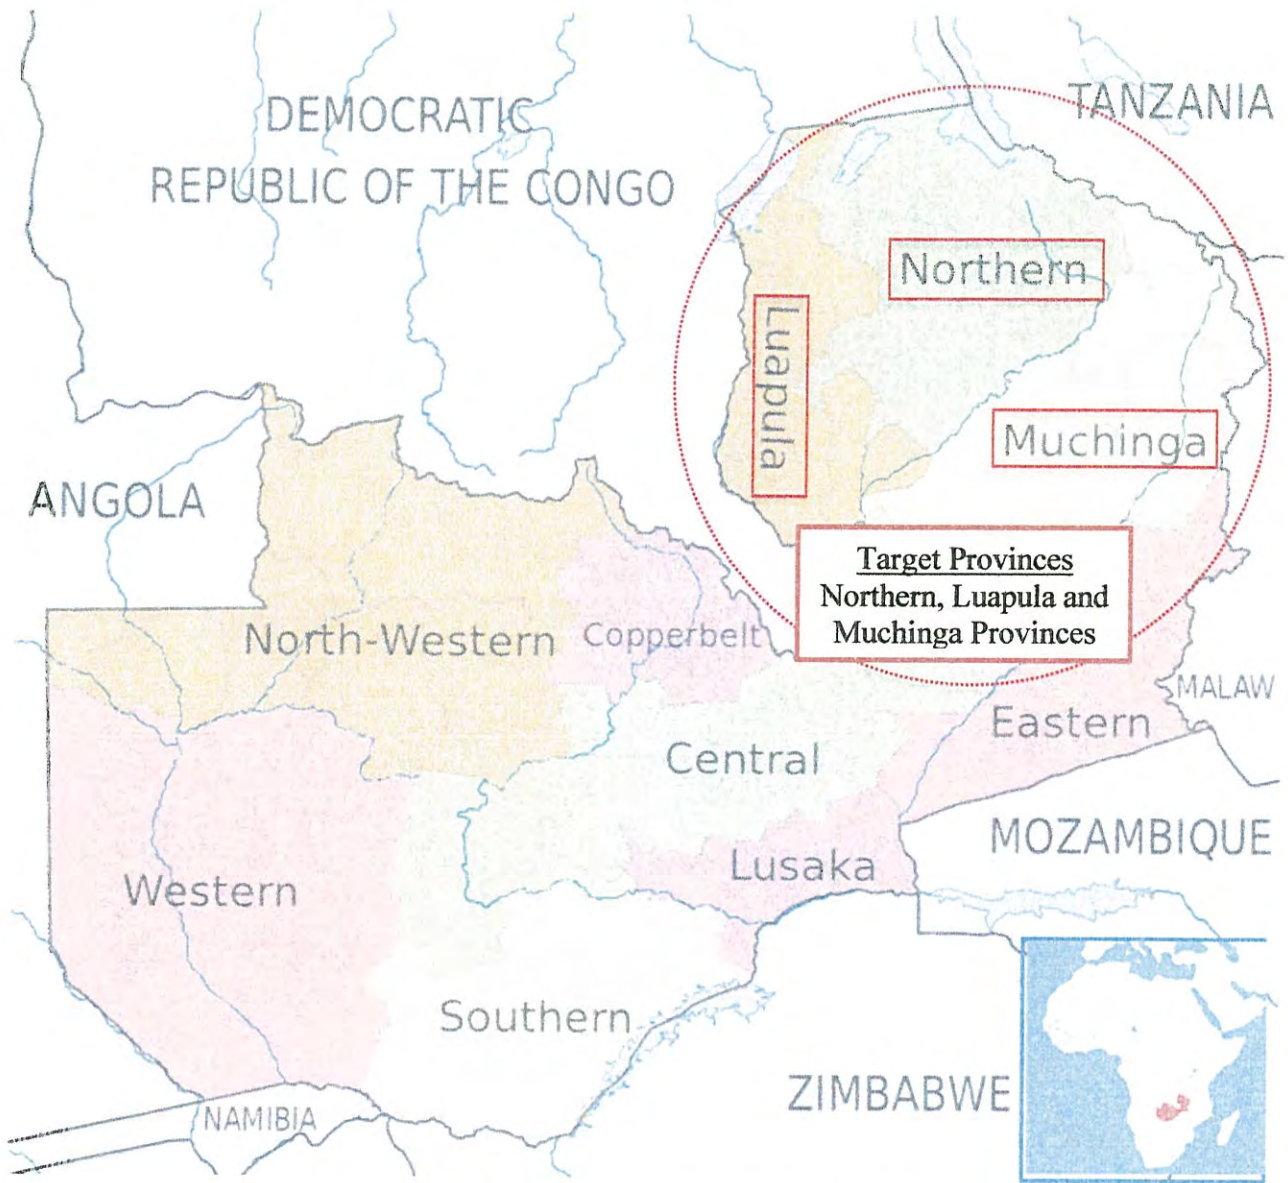 DEMOCRATIC
REPUBLIC OF THE CONGO
TANZANIA
Northern
Luapula
Muchinga
ANGOLA
Target Provinces
Northern, Luapula and
Muchinga Provinces
North-Western
Copperbelt
MALAW
Eastern
Central
MOZAMBIQUE
Lusaka
Western
Southern
ZIMBABWE
NAMIBIA